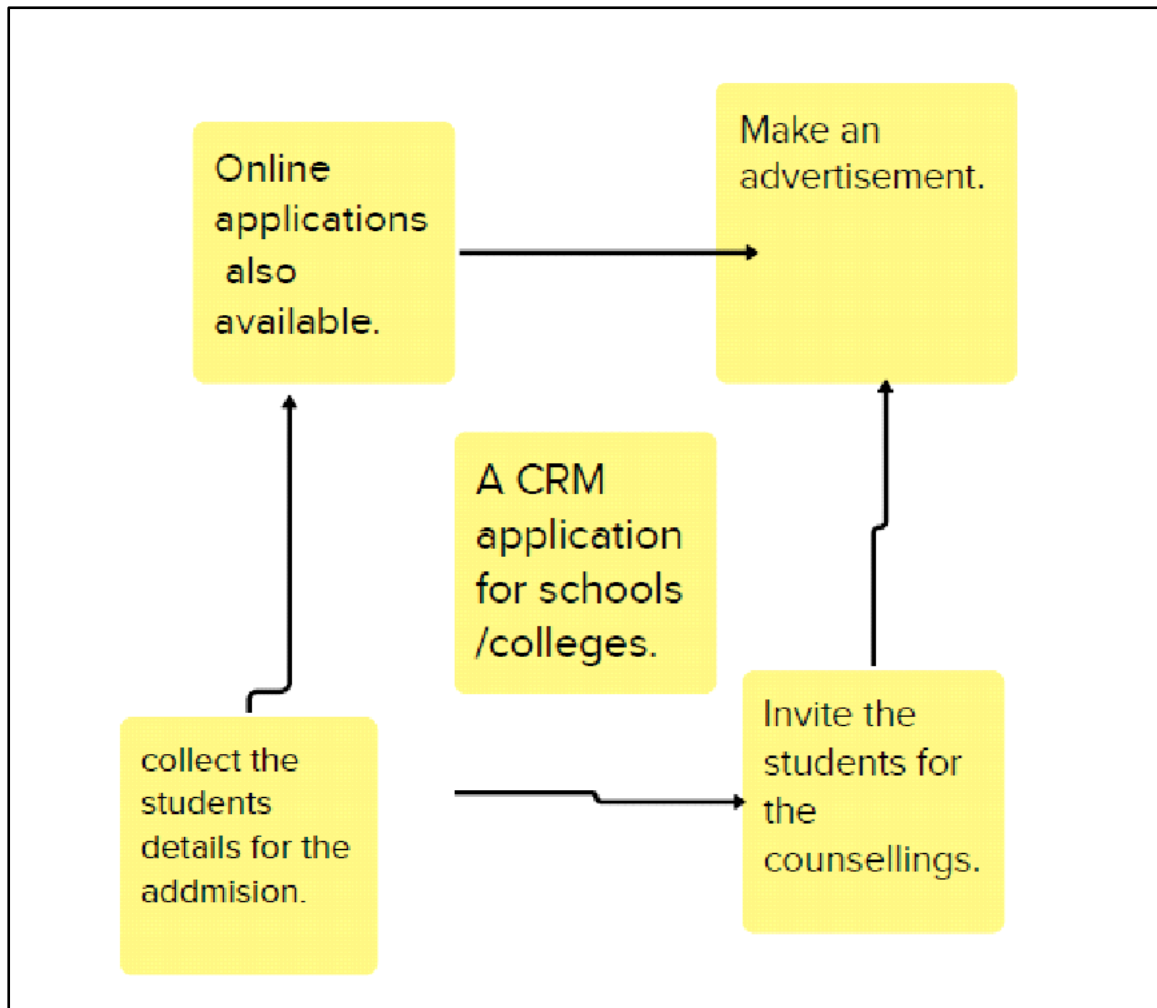 Online
applications
also
available.
Make an
advertisement.
A CRM
application
for schools
/colleges.
collect the
students
details for the
addmision.
Invite the
students for
the
counsellings.